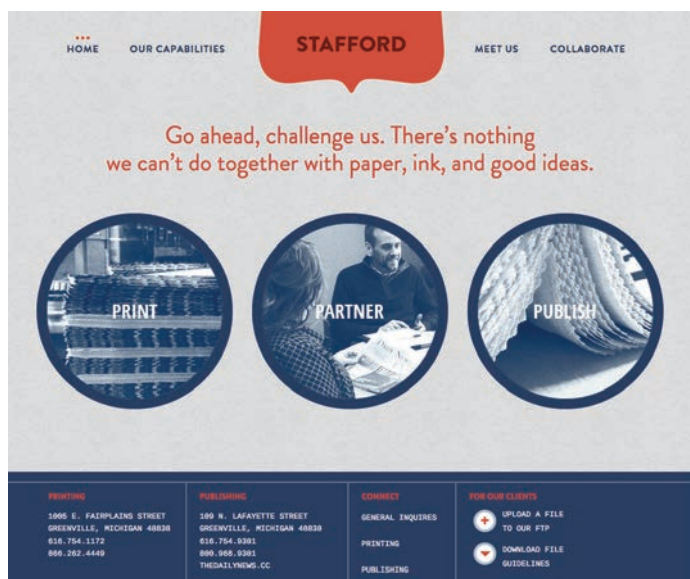 HOME
OUR CAPABILITIES
STAFFORD
MEET US
COLLABORATE
Go ahead, challenge us. There's nothing
we can't do together with paper, ink, and good ideas.
PRINT
PARTNER
PUBLISH
PRINTING
1005 E. FAIRPLAINS STREET
GREENVILLE, MICHIGAN 48838
616.754.1172
866.262.4449
PUBLISHING
109 N. LAFAYETTE STREET
GREENVILLE, MICHIGAN 48838
616.754.9301
800.968.9301
THEDAILYNEWS.CC
CONNECT
GENERAL INQUIRES
PRINTING
PUBLISHING
FOR OUR CLIENTS
UPLOAD A FILE
TO OUR FTP
DOWNLOAD FILE
GUIDELINES